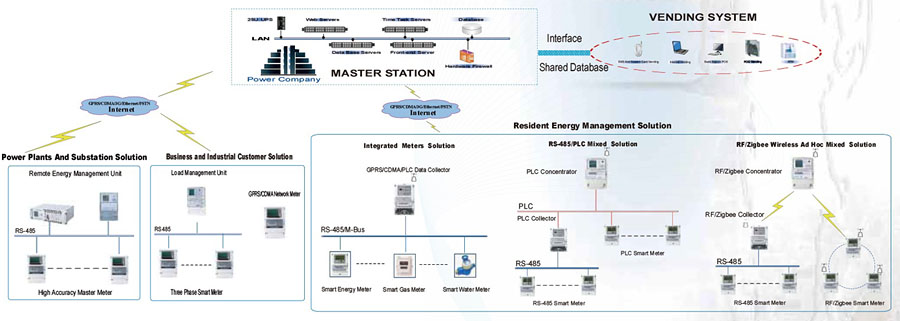 2SU-UPS
Web Servers
Time Task Servers
Database
LAN
Data Base Servers
Front-end Server
Hardware Firewall
Power Company
MASTER STATION
Interface
Shared Database
VENDING SYSTEM
GPRS/CDMA/3G/Ethernet/PSTN
Internet
GPRS/CDMA/3G/Ethernet/PSTN
Internet
Resident Energy Management Solution
Power Plants And Substation Solution
Remote Energy Management Unit
RS-485
High Accuracy Master Meter
Business and Industrial Customer Solution
Load Management Unit
GPRS/CDMA Network Meter
RS485
Three Phase Smart Meter
Integrated Meters Solution
GPRS/CDMA/PLC Data Collector
RS-485/M-Bus
Smart Energy Meter
Smart Gas Meter
Smart Water Meter
RS-485/PLC Mixed Solution
PLC Concentrator
PLC
PLC Collector
PLC Smart Meter
RS-485
RS-485 Smart Meter
RF/Zigbee Wireless Ad Hoc Mixed Solution
RF/Zigbee Concentrator
RF/Zigbee Collector
RS-485
RS-485 Smart Meter
RF/Zigbee Smart Meter